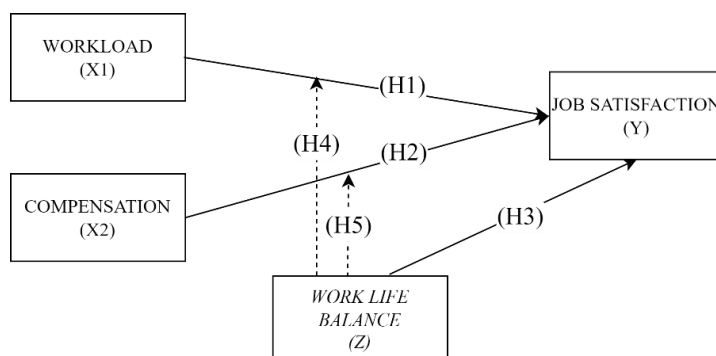 WORKLOAD
(X1)
(H1)
JOB SATISFACTION
(Y)
(H4)
(H2)
COMPENSATION
(X2)
(H5)
(H3)
WORK LIFE
BALANCE
(Z)